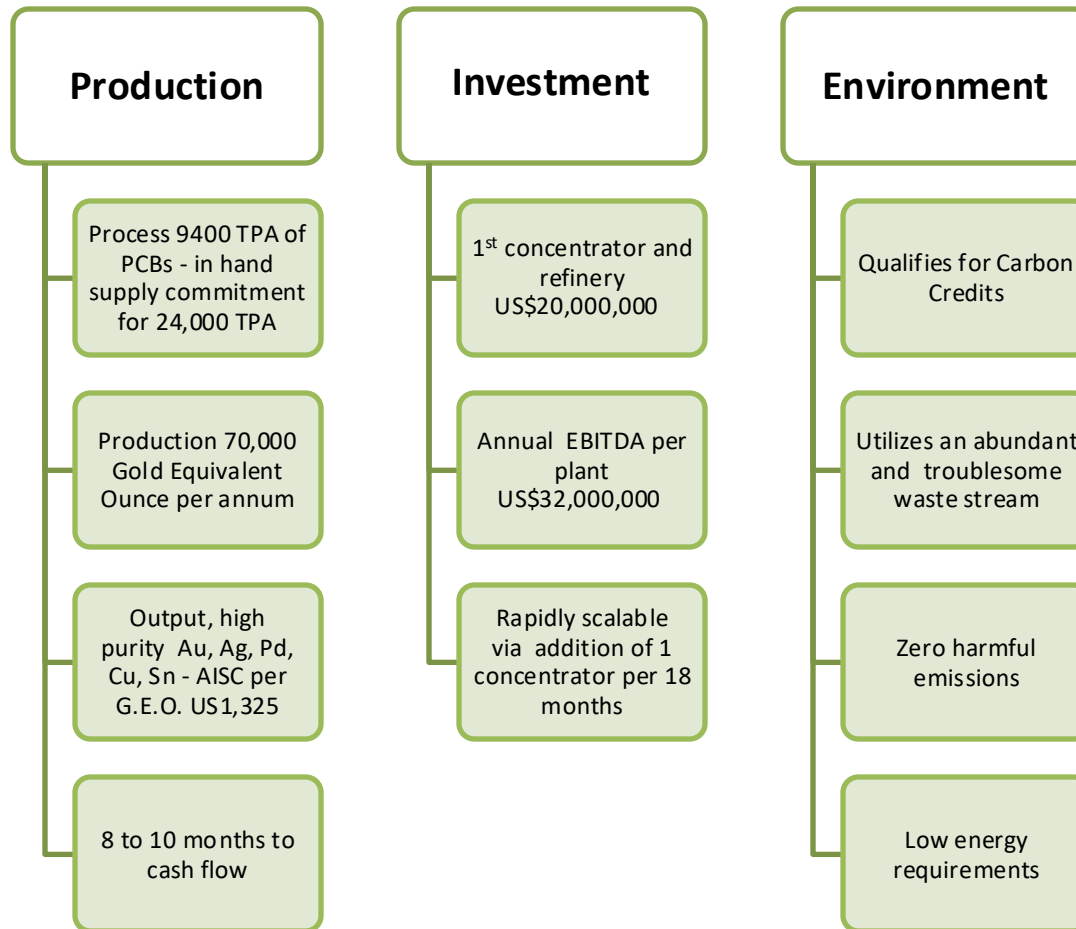 Production
Process 9400 TPA of
PCBs - in hand
supply commitment
for 24,000 TPA
Production 70,000
Gold Equivalent
Ounce per annum
Output, high
purity Au, Ag, Pd,
Cu, Sn - AISC per
G.E.O. US1,325
8 to 10 months to
cash flow
Investment
1st concentrator and
refinery
US$20,000,000
Annual EBITDA per
plant
US$32,000,000
Rapidly scalable
via addition of 1
concentrator per 18
months
Environment
Qualifies for Carbon
Credits
Utilizes an abundant
and troublesome
waste stream
Zero harmful
emissions
Low energy
requirements